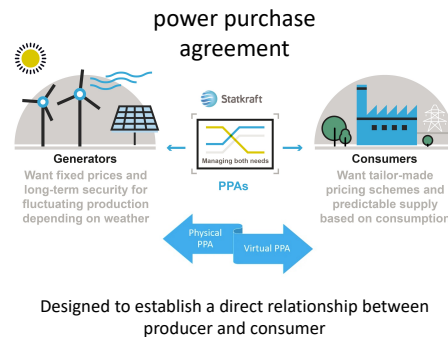 power purchase
agreement
Statkraft
Managing both needs
PPAs
Generators
Want fixed prices and
long-term security for
fluctuating production
depending on weather
Consumers
Want tailor-made
pricing schemes and
predictable supply
based on consumption
Physical
PPA
Virtual PPA
Designed to establish a direct relationship between
producer and consumer